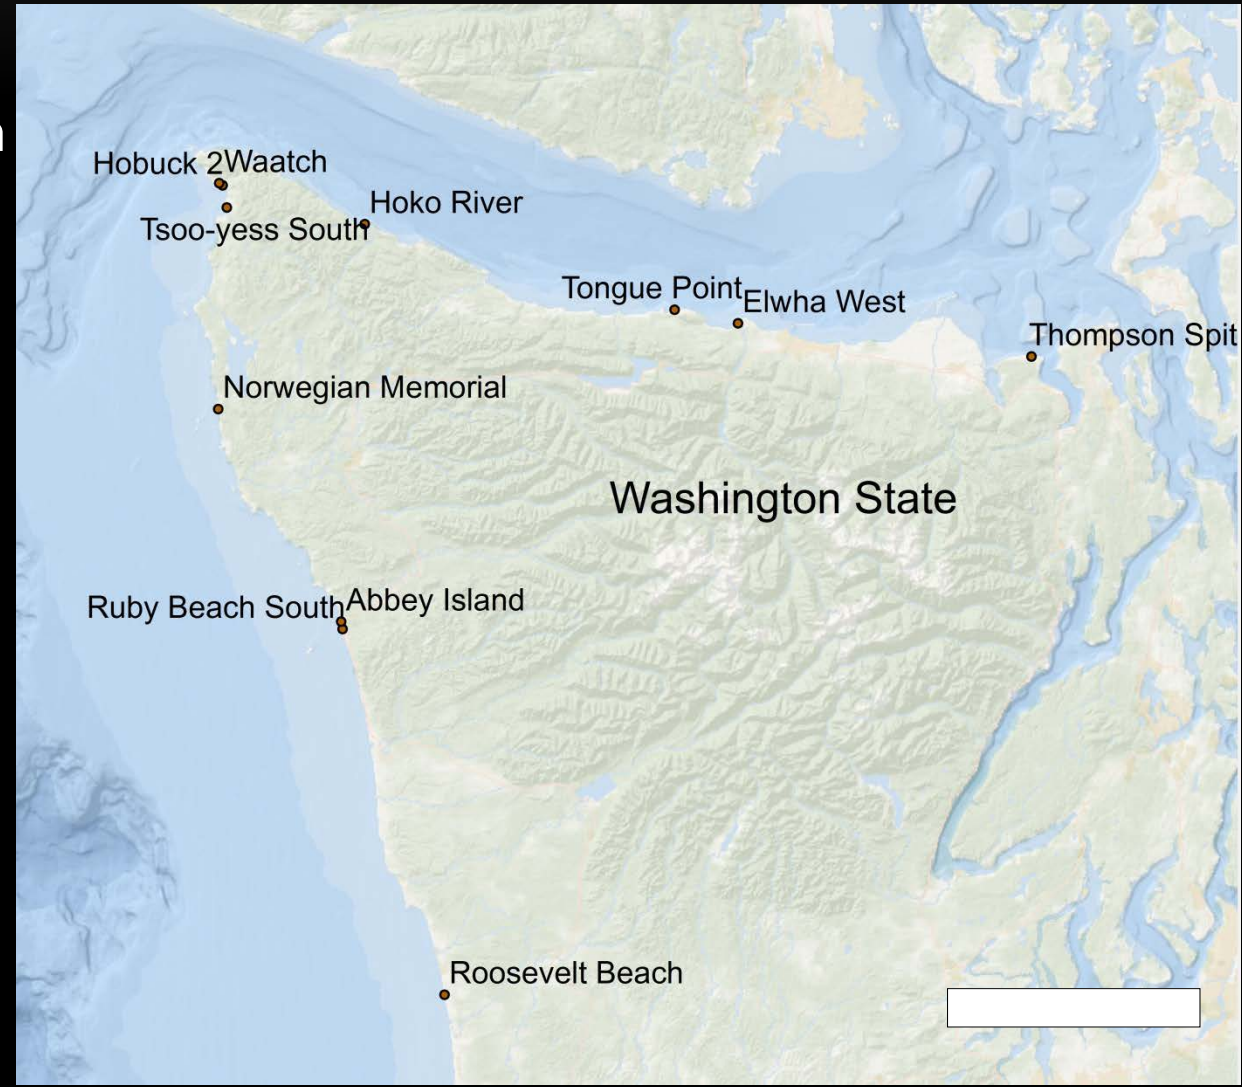 Hobuck 2
Waatch
Hoko River
Tsoo-yess South
Tongue Point
Elwha West
Thompson Spit
Norwegian Memorial
Washington State
Ruby Beach South
Abbey Island
Roosevelt Beach